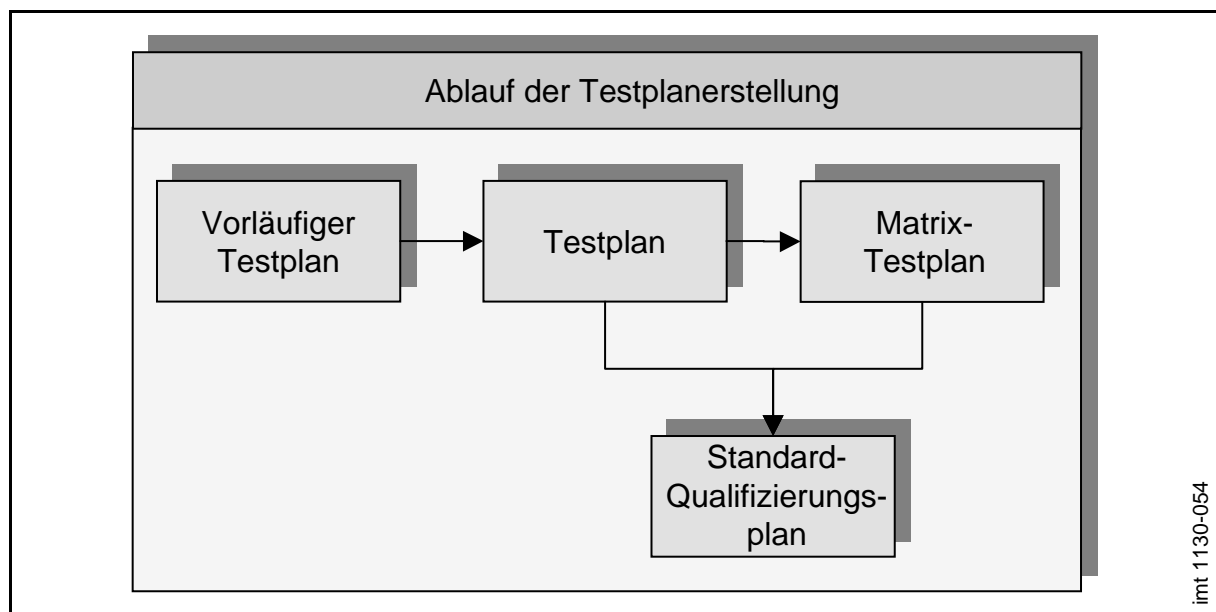 Ablauf der Testplanerstellung
Vorläufiger
Testplan
Testplan
Matrix-
Testplan
Standard-
Qualifizierungs-
plan
imt 1130-054